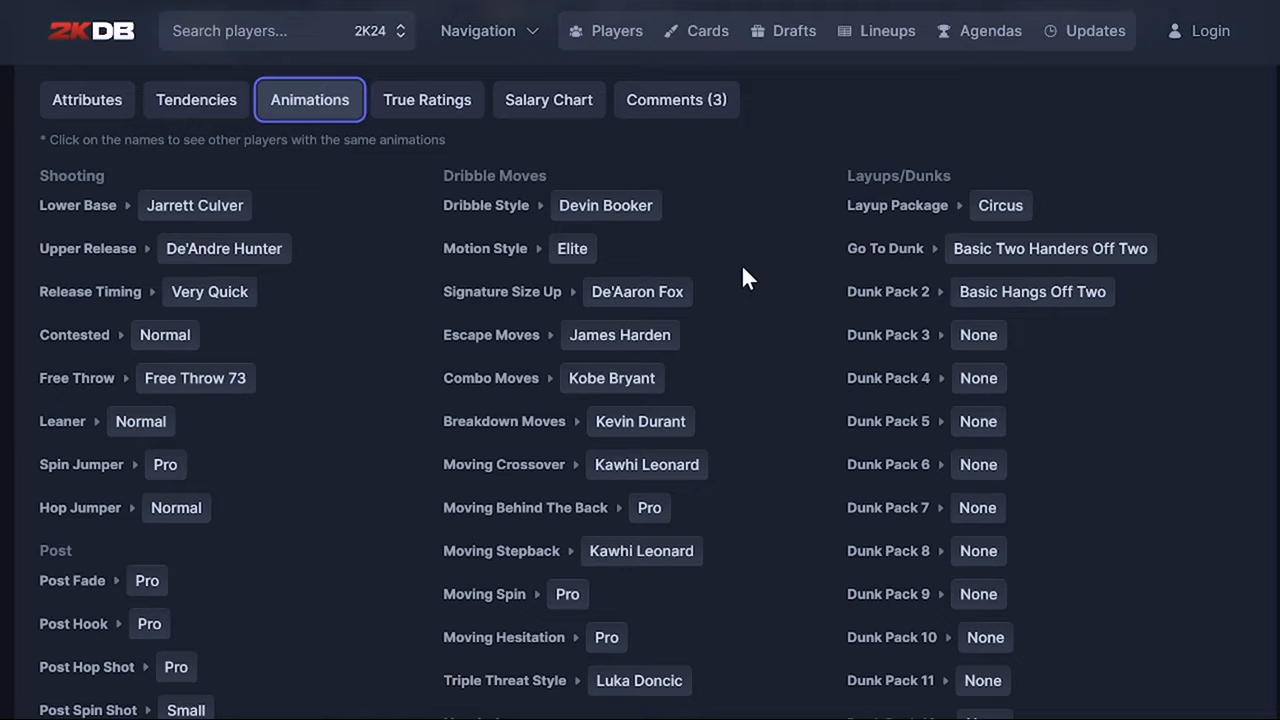 2KDB
Search players...
2K24
Navigation
Players
Cards
Drafts
Lineups
Agendas
Updates
Login
Attributes
Tendencies
Animations
True Ratings
Salary Chart
Comments (3)
* Click on the names to see other players with the same animations
Shooting
Lower Base Jarrett Culver
Upper Release De'Andre Hunter
Release Timing Very Quick
Contested Normal
Free Throw Free Throw 73
Leaner Normal
Spin Jumper Pro
Hop Jumper Normal
Post
Post Fade Pro
Post Hook Pro
Post Hop Shot Pro
Post Spin Shot Small
Dribble Moves
Dribble Style Devin Booker
Motion Style Elite
Signature Size Up De'Aaron Fox
Escape Moves James Harden
Combo Moves Kobe Bryant
Breakdown Moves Kevin Durant
Moving Crossover Kawhi Leonard
Moving Behind The Back Pro
Moving Stepback Kawhi Leonard
Moving Spin Pro
Moving Hesitation Pro
Triple Threat Style Luka Doncic
Layups/Dunks
Layup Package Circus
Go To Dunk Basic Two Handers Off Two
Dunk Pack 2 Basic Hangs Off Two
Dunk Pack 3 None
Dunk Pack 4 None
Dunk Pack 5 None
Dunk Pack 6 None
Dunk Pack 7 None
Dunk Pack 8 None
Dunk Pack 9 None
Dunk Pack 10 None
Dunk Pack 11 None